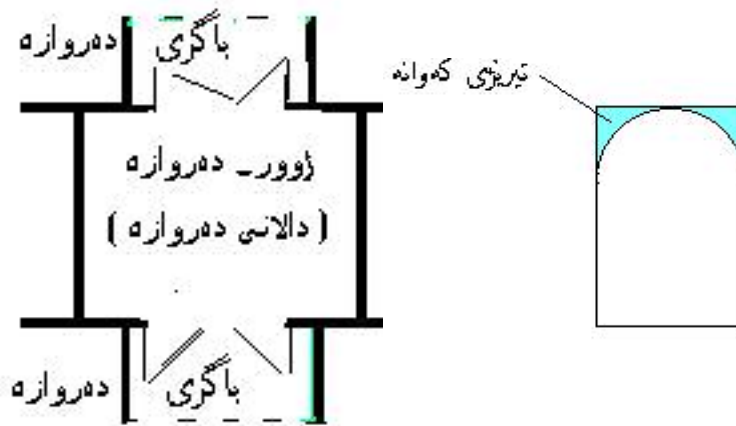 دەروازە
باگری
تیریژی کەوانە
ژوور_ دەروازە
( دالانی دەروازە )
دەروازە
باگری